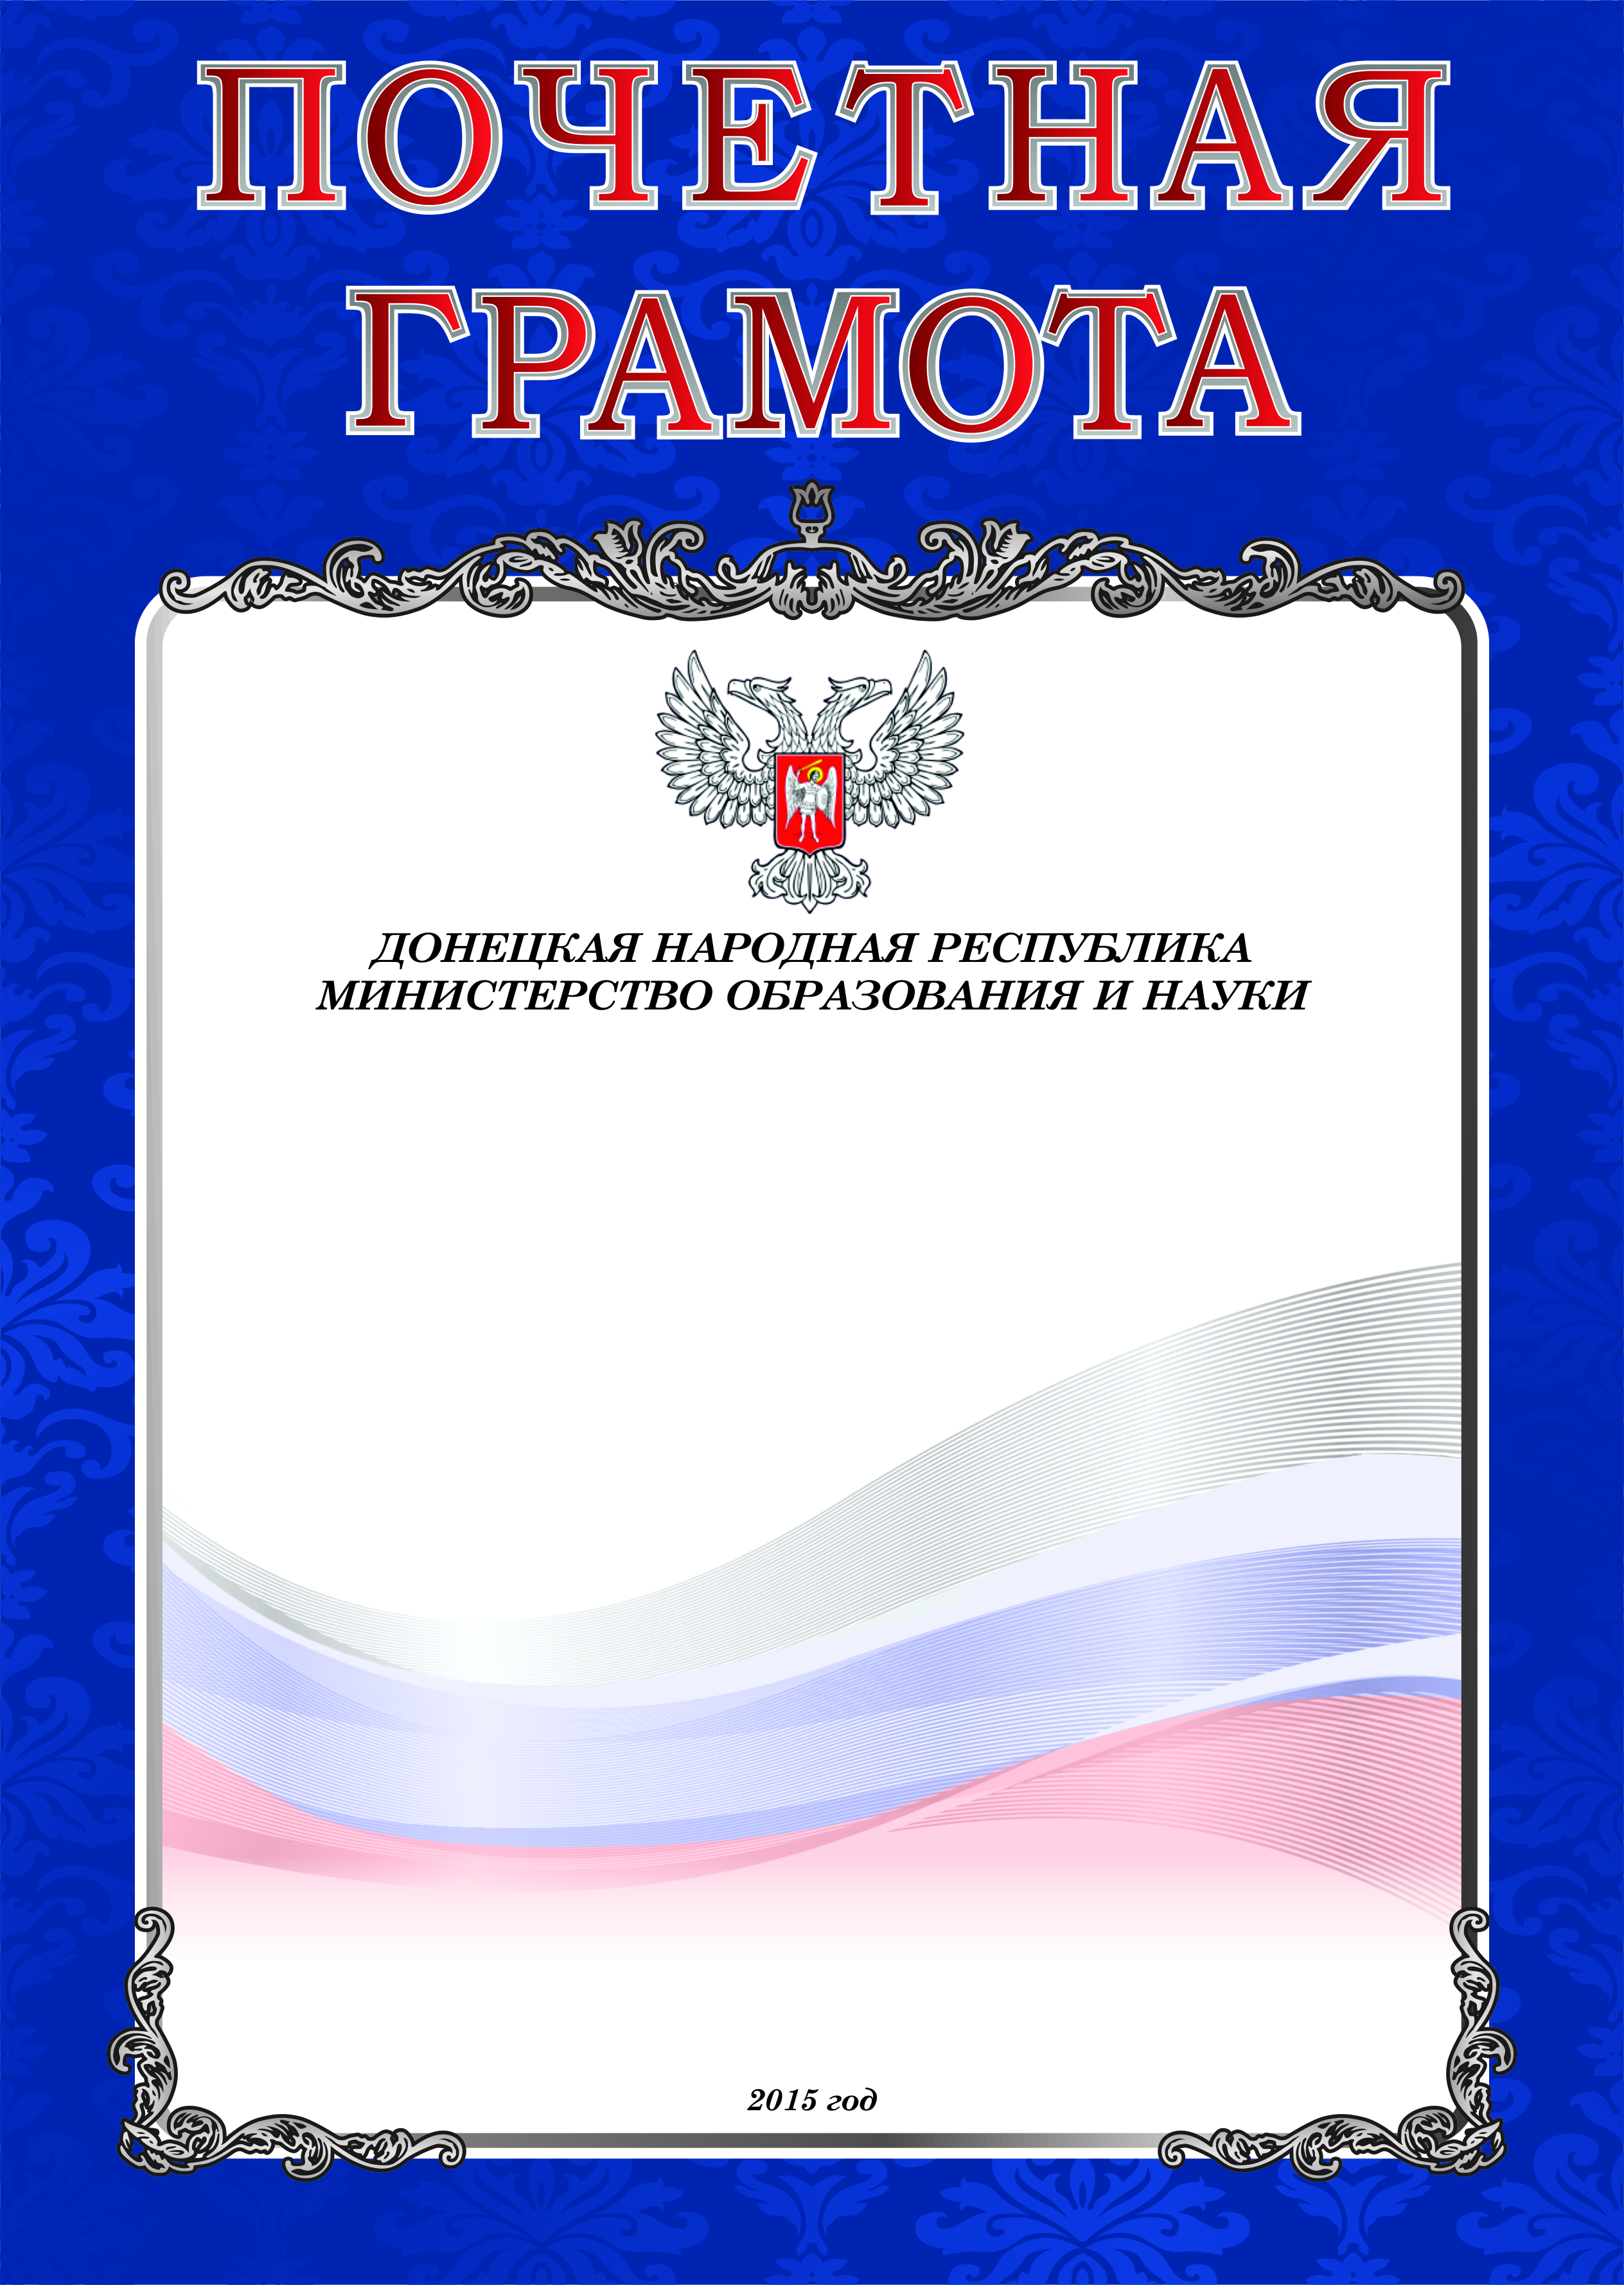 ПОЧЕТНАЯ
ГРАМОТА
ДОНЕЦКАЯ НАРОДНАЯ РЕСПУБЛИКА
МИНИСТЕРСТВО ОБРАЗОВАНИЯ И НАУКИ
2015 год